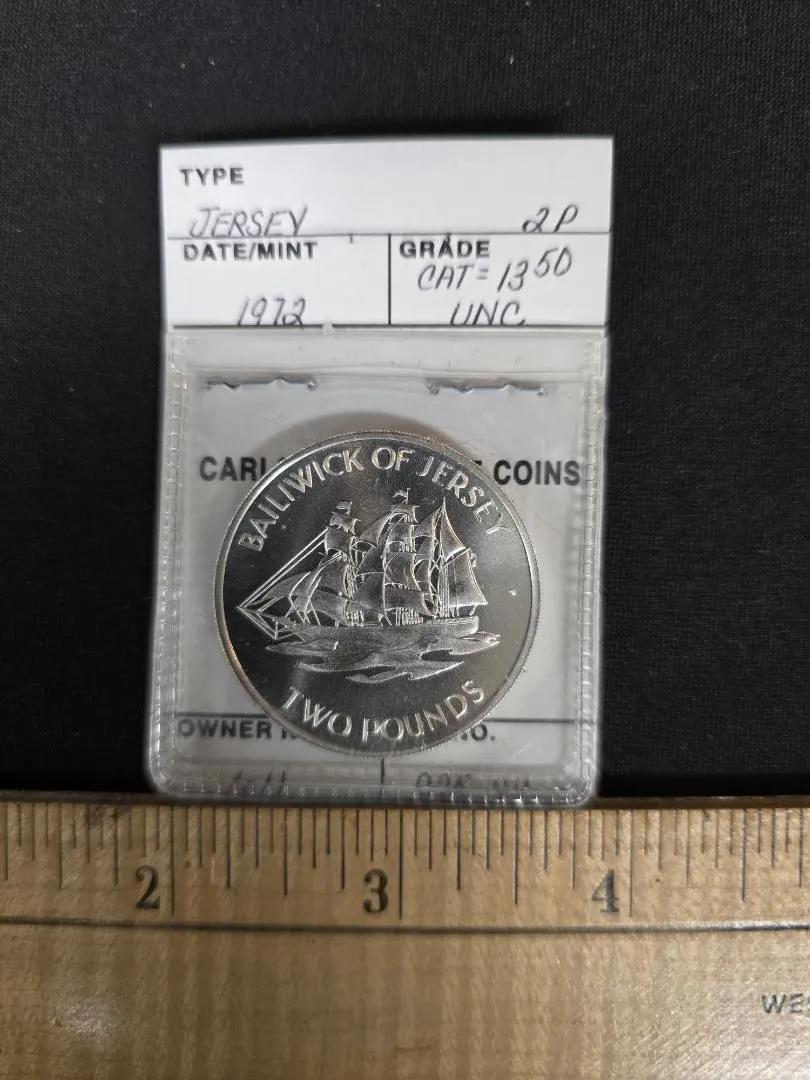 TYPE
JERSEY 2P
DATE/MINT GRADE
CAT = 13 50
1972 UNC
COINS
BAILIWICK OF JERSEY
TWO POUNDS
OWNER
2 3 4